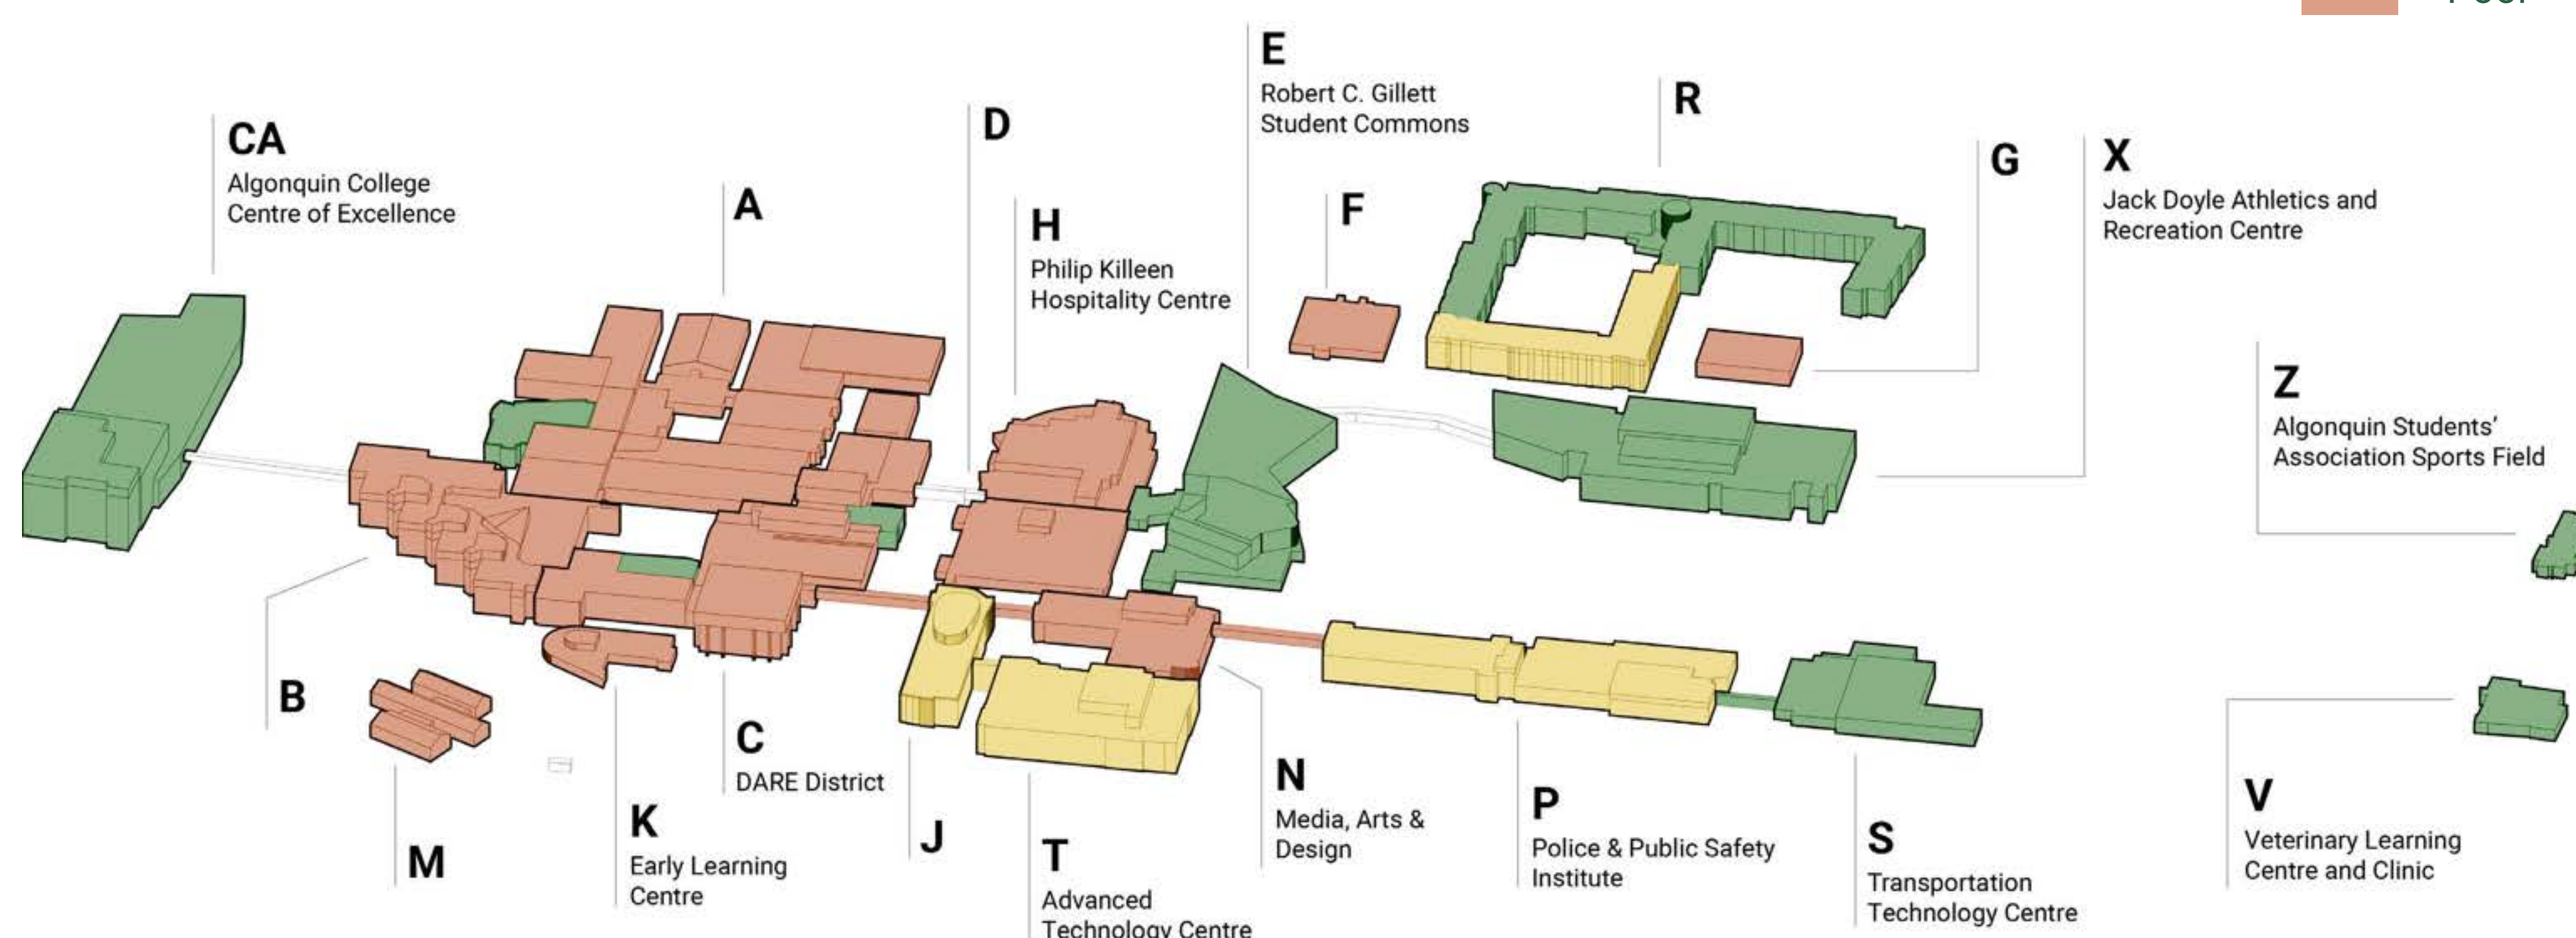 E
Robert C. Gillett
Student Commons
R
D
CA
Algonquin College
Centre of Excellence
A
H
Philip Killeen
Hospitality Centre
F
G
X
Jack Doyle Athletics and
Recreation Centre
Z
Algonquin Students'
Association Sports Field
B
M
K
Early Learning
Centre
C
DARE District
J
T
Advanced
Technology Centre
N
Media, Arts &
Design
P
Police & Public Safety
Institute
S
Transportation
Technology Centre
V
Veterinary Learning
Centre and Clinic